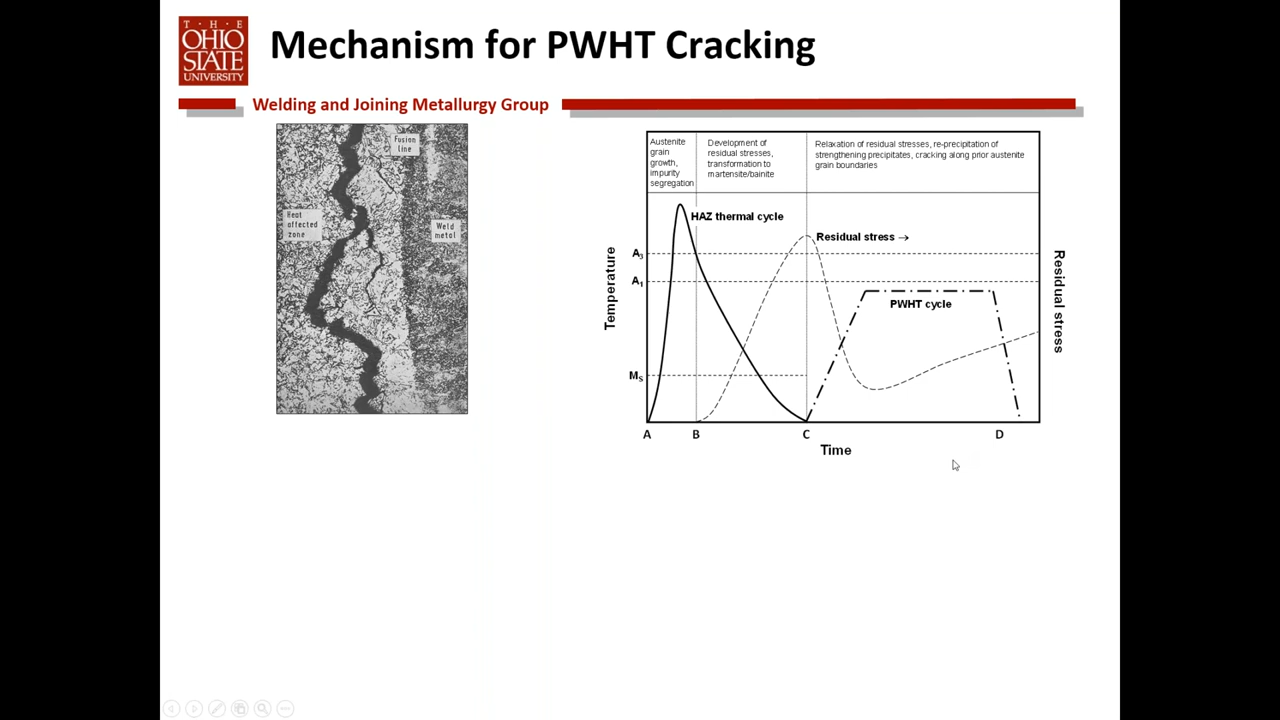 T · H · E
OHIO
STATE
UNIVERSITY
Mechanism for PWHT Cracking
Welding and Joining Metallurgy Group
Fusion
line
Heat
affected
zone
Weld
metal
Austenite
grain
growth,
impurity
segregation
Development of
residual stresses,
transformation to
martensite/bainite
Relaxation of residual stresses, re-precipitation of
strengthening precipitates, cracking along prior austenite
grain boundaries
HAZ thermal cycle
Residual stress →
A3
A1
PWHT cycle
MS
Temperature
Residual stress
A B C D
Time